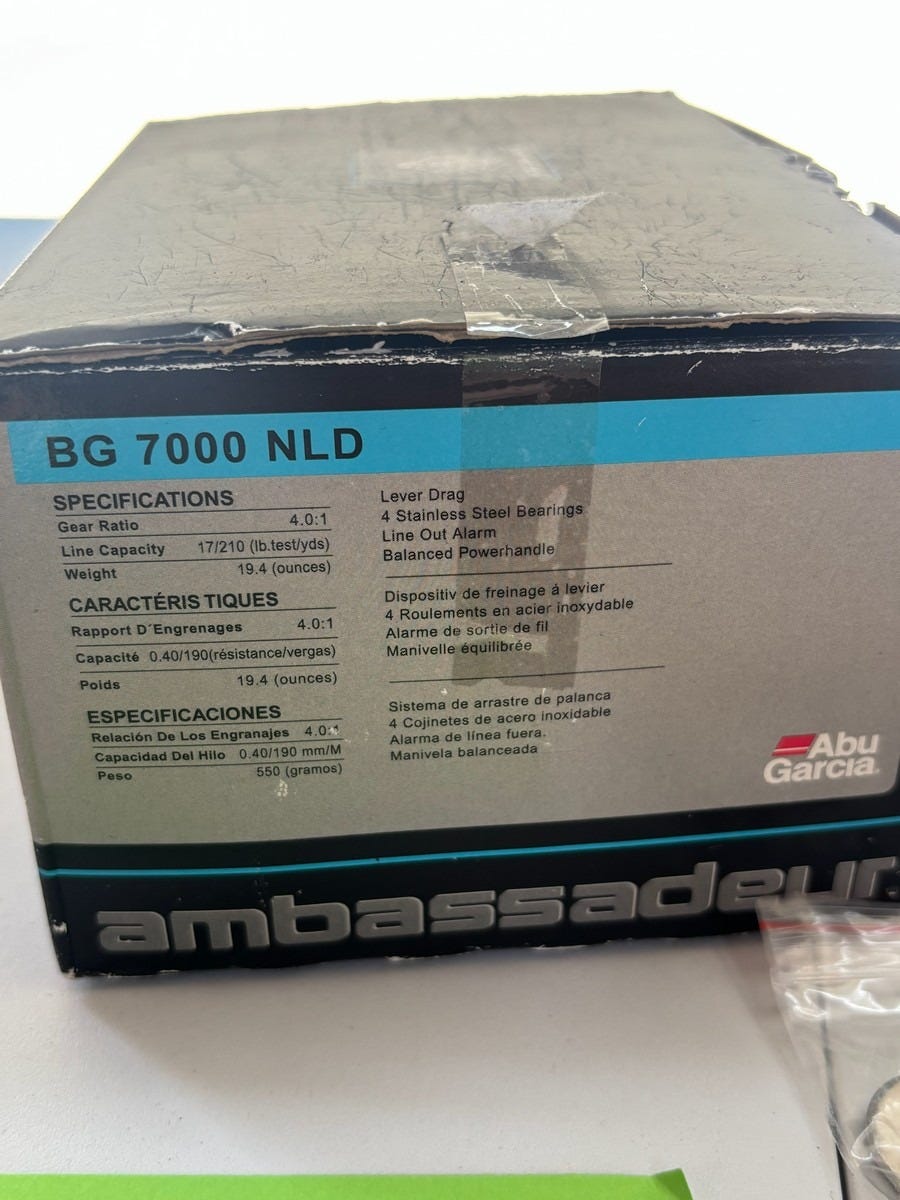 BG 7000 NLD
SPECIFICATIONS
Gear Ratio 4.0:1
Line Capacity 17/210 (lb.test/yds)
Weight 19.4 (ounces)
CARACTÉRIS TIQUES
Rapport D´Engrenages 4.0:1
Capacité 0.40/190(résistance/vergas)
Poids 19.4 (ounces)
ESPECIFICACIONES
Relación De Los Engranajes 4.0:1
Capacidad Del Hilo 0.40/190 mm/M
Peso 550 (gramos)
Lever Drag
4 Stainless Steel Bearings
Line Out Alarm
Balanced Powerhandle
Dispositiv de freinage á levier
4 Roulements en acier inoxydable
Alarme de sortie de fil
Manivelle équilibrée
Sistema de arrastre de palanca
4 Cojinetes de acero inoxidable
Alarma de línea fuera.
Manivela balanceada
Abu
Garcia
ambassadeur